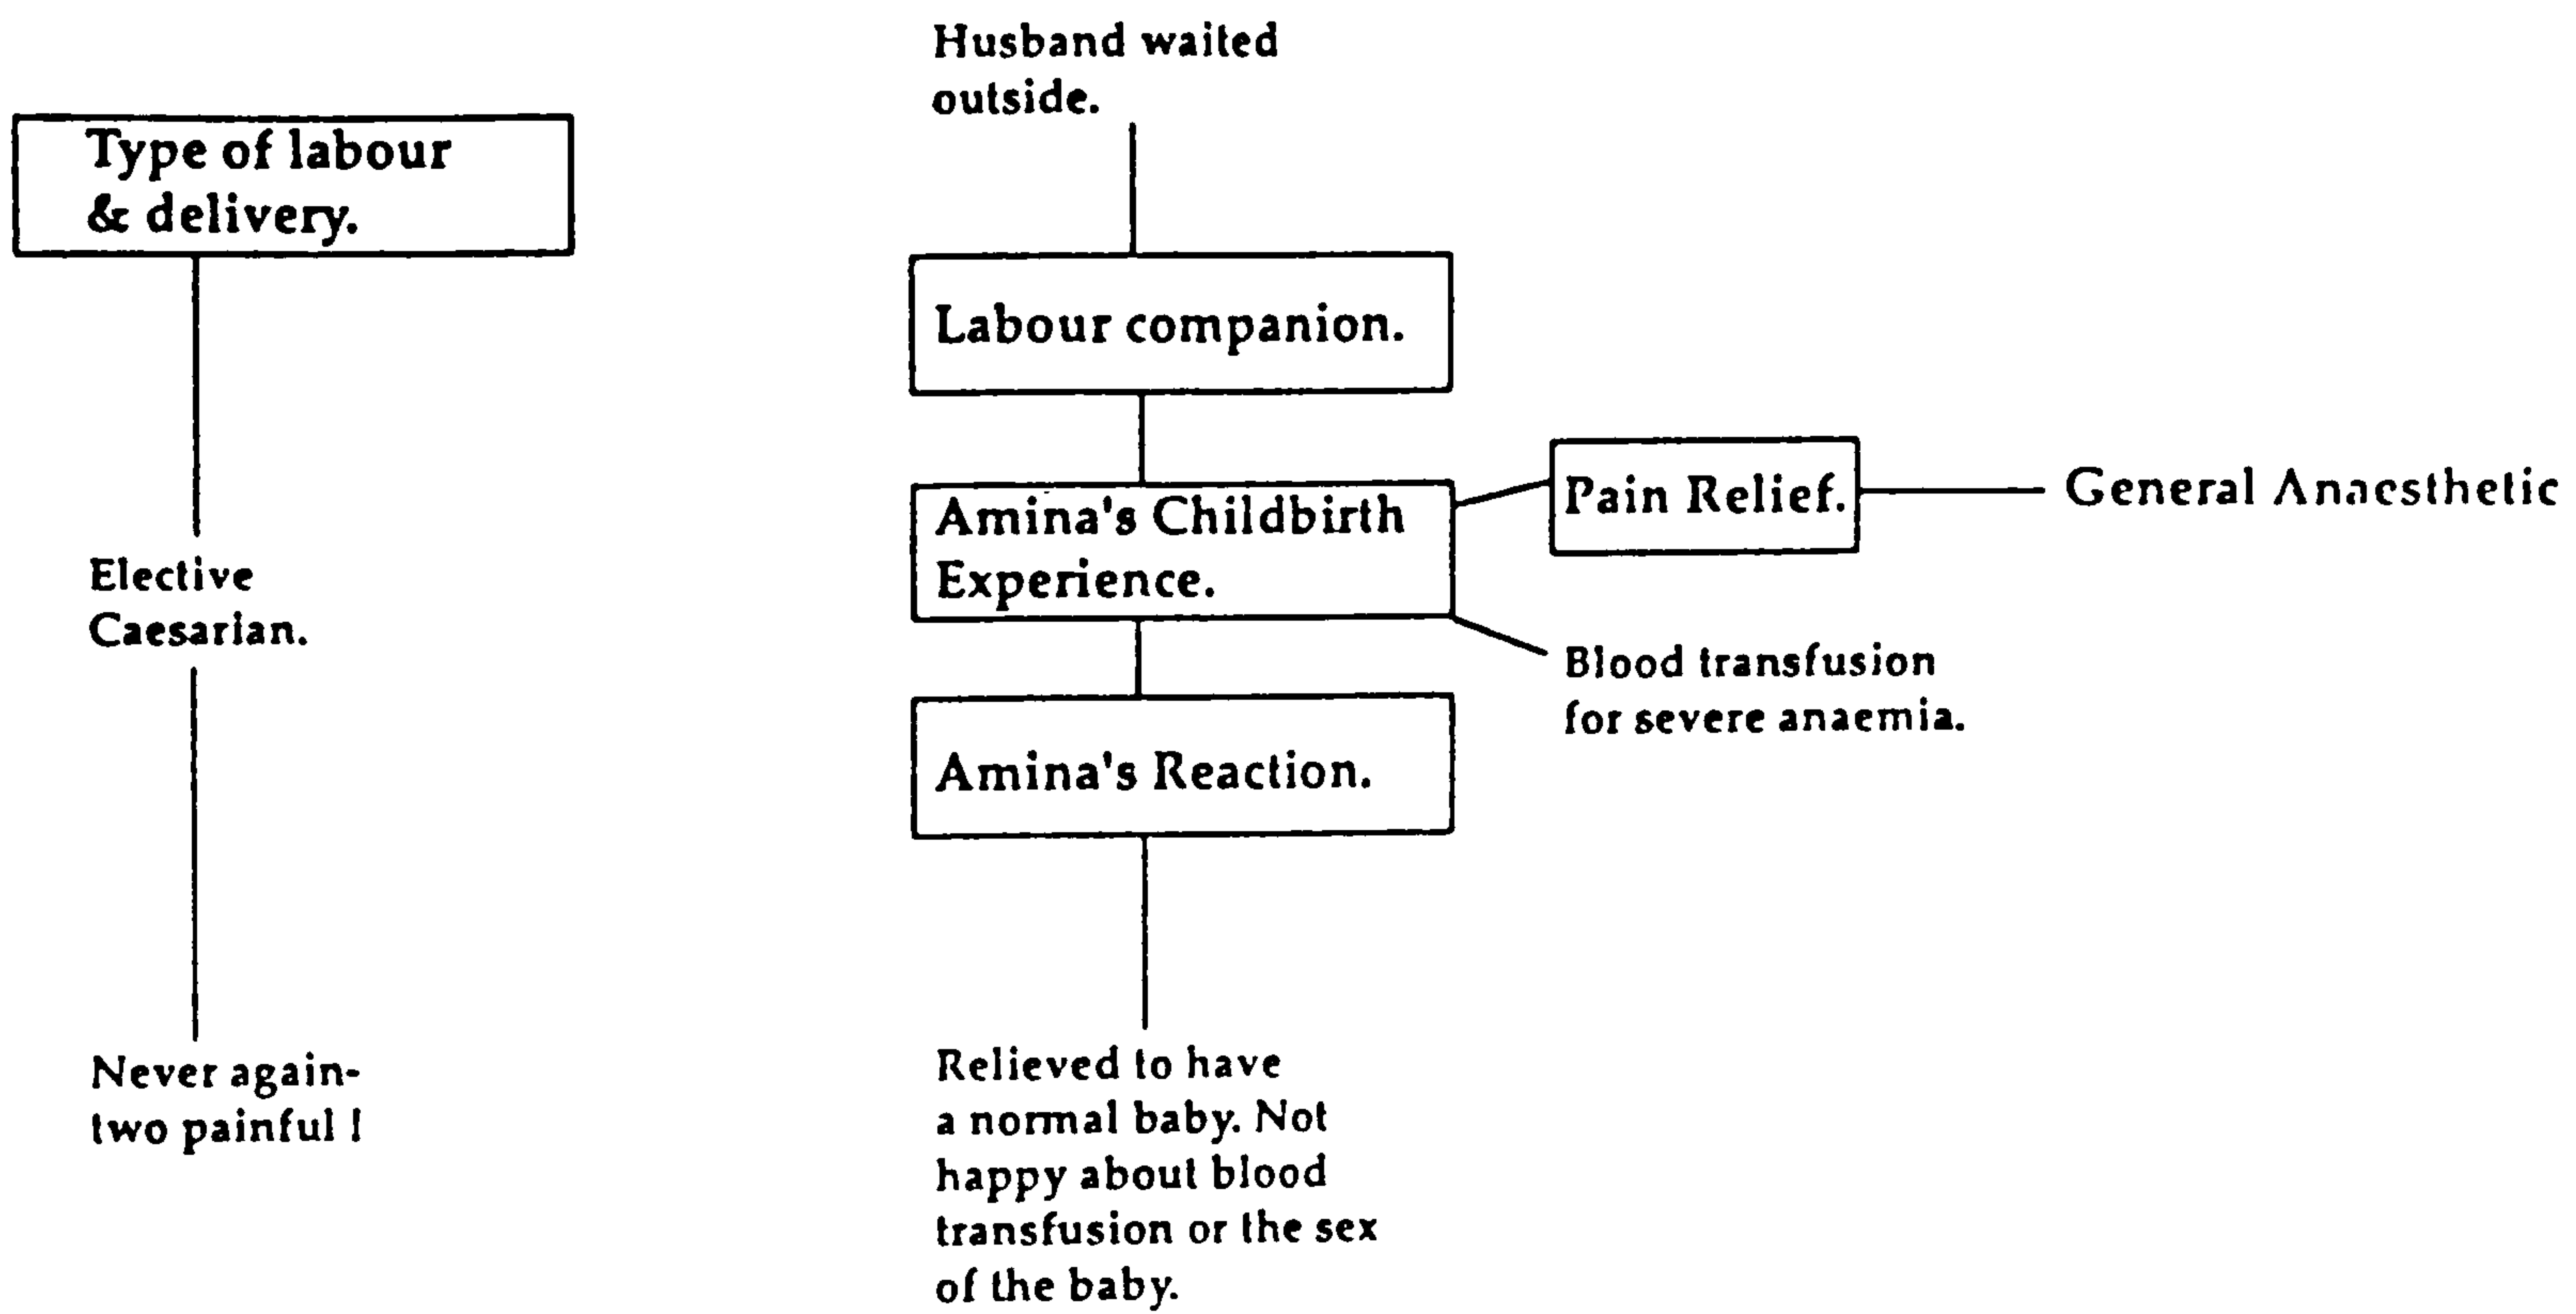 Husband waited
outside.
Type of labour
& delivery.
Labour companion.
Amina's Childbirth
Experience.
Pain Relief.
General Anaesthetic
Elective
Caesarian.
Blood transfusion
for severe anaemia.
Amina's Reaction.
Never again-
two painful !
Relieved to have
a normal baby. Not
happy about blood
transfusion or the sex
of the baby.